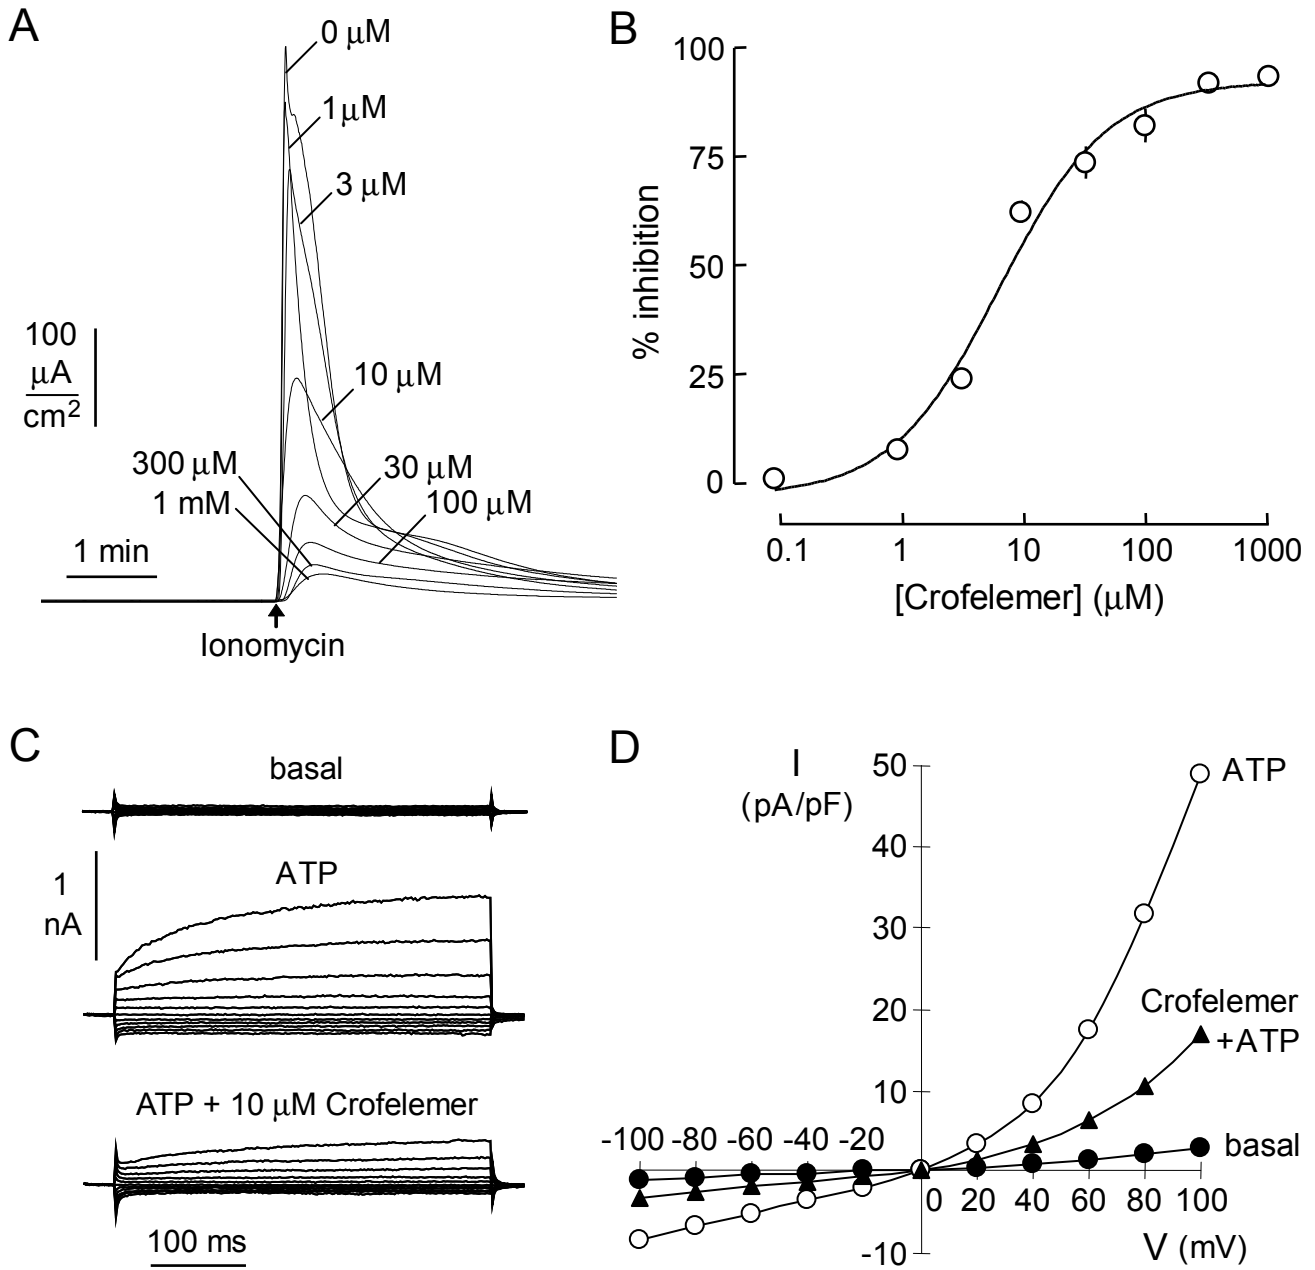 A
0 µM
1 µM
3 µM
100
µA
cm2
10 µM
300 µM
30 µM
1 mM
100 µM
1 min
Ionomycin
B
100
75
50
25
0
% inhibition
0.1 1 10 100 1000
[Crofelemer] (µM)
C
basal
1
nA
ATP
ATP + 10 µM Crofelemer
100 ms
D
I
(pA/pF)
50
40
30
20
10
-10
ATP
Crofelemer
+ATP
basal
-100 -80 -60 -40 -20
0 20 40 60 80 100
V (mV)